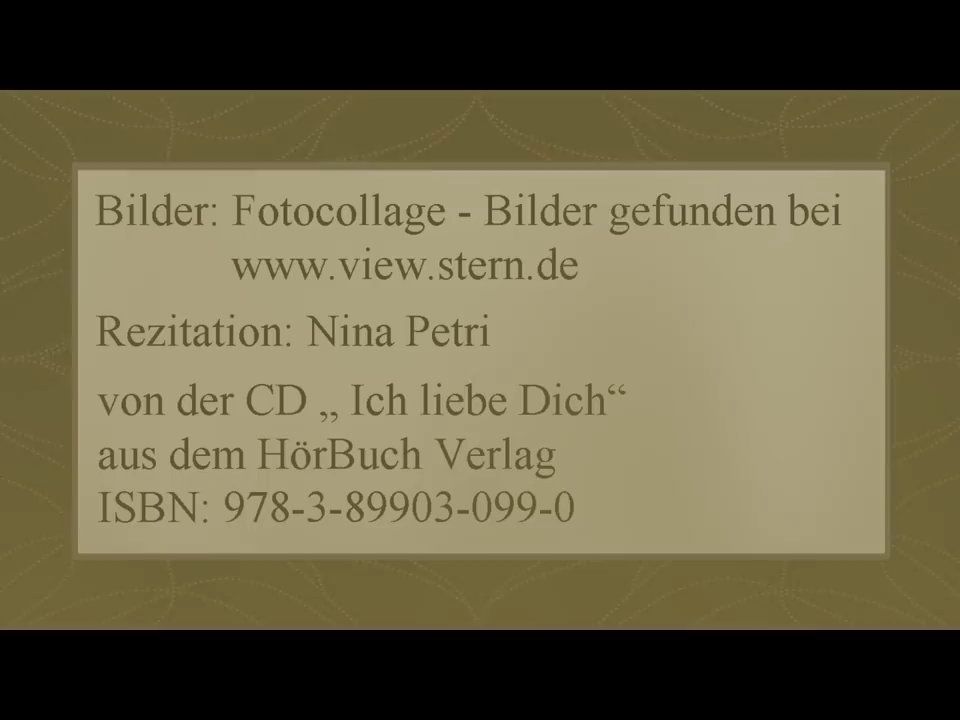 Bilder: Fotocollage - Bilder gefunden bei
www.view.stern.de
Rezitation: Nina Petri
von der CD „ Ich liebe Dich“
aus dem HörBuch Verlag
ISBN: 978-3-89903-099-0